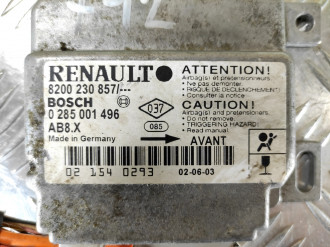 RENAULT
8200 230 857/---
BOSCH
0 285 001 496
AB8.X
Made in Germany
037
085
ATTENTION!
Airbag(s) et pretensionneurs.
• Ne pas demonter.
• RISQUE DE DECLENCHEMENT!
• Consulter la notice.
CAUTION!
Airbag(s) and pretensioners.
• Do not remove.
• TRIGGERING HAZARD!
• Read manual.
AVANT
02 154 0293
02-06-03